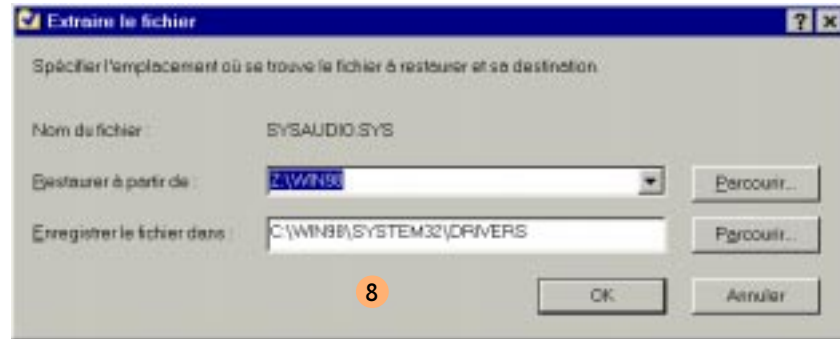 Extraire le fichier
Spécifier l'emplacement où se trouve le fichier à restaurer et sa destination.
Nom du fichier : SYSAUDIO.SYS
Restaurer à partir de : Z:\WIN98 Parcourir...
Enregistrer le fichier dans : C:\WIN98\SYSTEM32\DRIVERS Parcourir...
8 OK Annuler